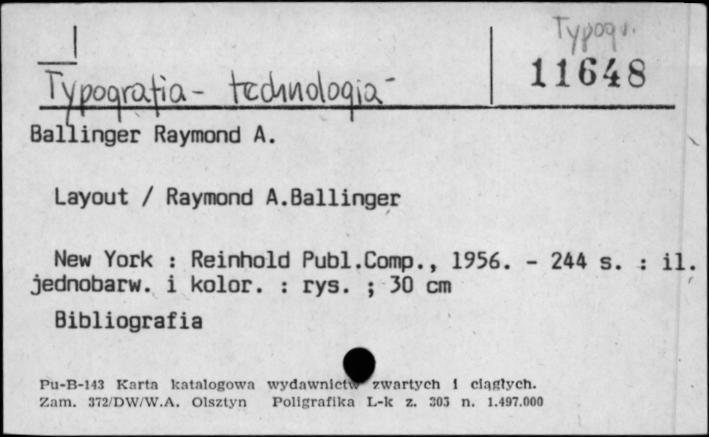 Typogr.
11648
Typografia - technologia -
Ballinger Raymond A.
Layout / Raymond A.Ballinger
New York : Reinhold Publ.Comp., 1956. - 244 s. : il.
jednobarw. i kolor. : rys. ; 30 cm
Bibliografia
Pu-B-143 Karta katalogowa wydawnictw zwartych i ciągłych.
Zam. 372/DW/W.A. Olsztyn Poligrafika L-k z. 303 n. 1.497.000